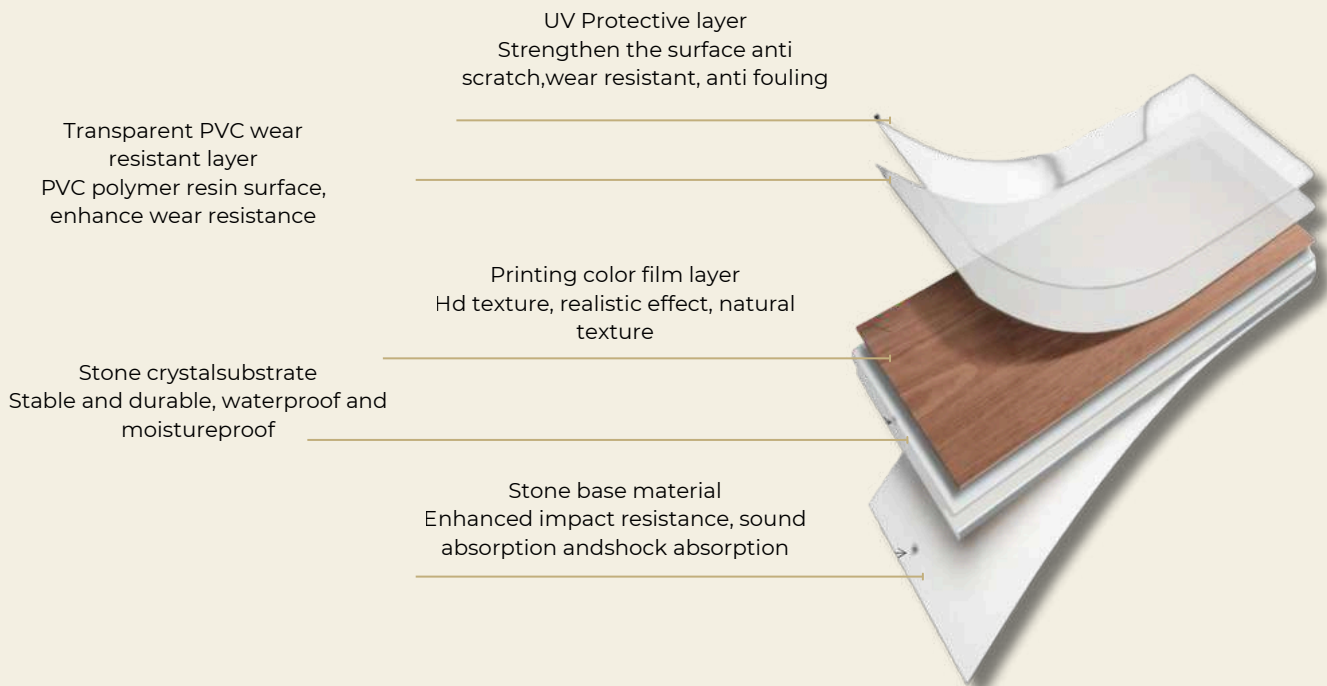 UV Protective layer
Strengthen the surface anti
scratch,wear resistant, anti fouling
Transparent PVC wear
resistant layer
PVC polymer resin surface,
enhance wear resistance
Printing color film layer
Hd texture, realistic effect, natural
texture
Stone crystalsubstrate
Stable and durable, waterproof and
moistureproof
Stone base material
Enhanced impact resistance, sound
absorption andshock absorption